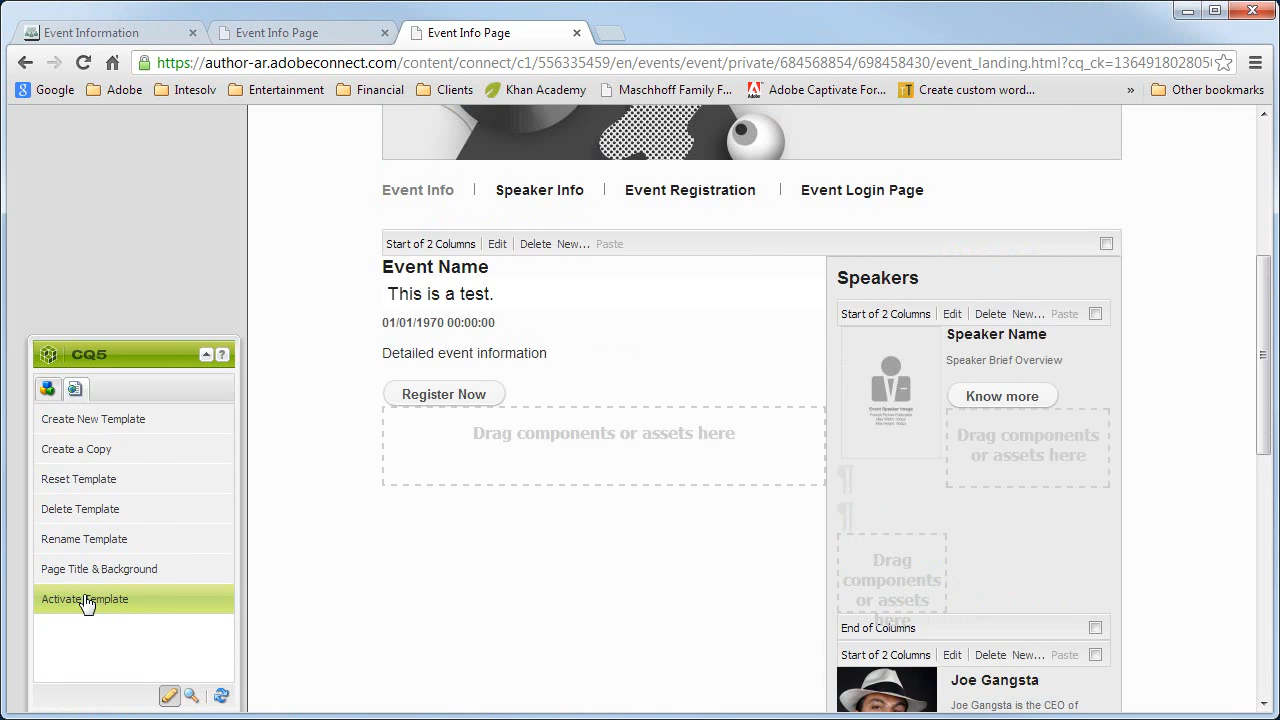 Event Information
Event Info Page
Event Info Page
https://author-ar.adobeconnect.com/content/connect/c1/556335459/en/events/event/private/684568854/698458430/event_landing.html?cq_ck=136491802805
Google
Adobe
Intesolv
Entertainment
Financial
Clients
Khan Academy
Maschhoff Family F...
Adobe Captivate For...
Create custom word...
»
Other bookmarks
Event Info
Speaker Info
Event Registration
Event Login Page
Start of 2 Columns Edit Delete New... Paste
Event Name
This is a test.
01/01/1970 00:00:00
Detailed event information
Register Now
Drag components or assets here
Speakers
Start of 2 Columns Edit Delete New... Paste
Speaker Name
Speaker Brief Overview
Know more
Drag components
or assets here
Event Speaker Image
¶
¶
Drag
components
or assets
here
End of Columns
Start of 2 Columns Edit Delete New... Paste
Joe Gangsta
Joe Gangsta is the CEO of
CQ5
?
Create New Template
Create a Copy
Reset Template
Delete Template
Rename Template
Page Title & Background
Activate Template